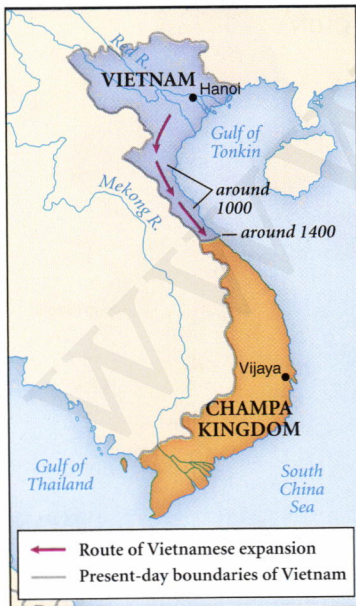 Red R.
VIETNAM
Hanoi
Gulf of
Tonkin
Mekong R.
around
1000
around 1400
Vijaya
CHAMPA
KINGDOM
Gulf of
Thailand
South
China
Sea
Route of Vietnamese expansion
Present-day boundaries of Vietnam